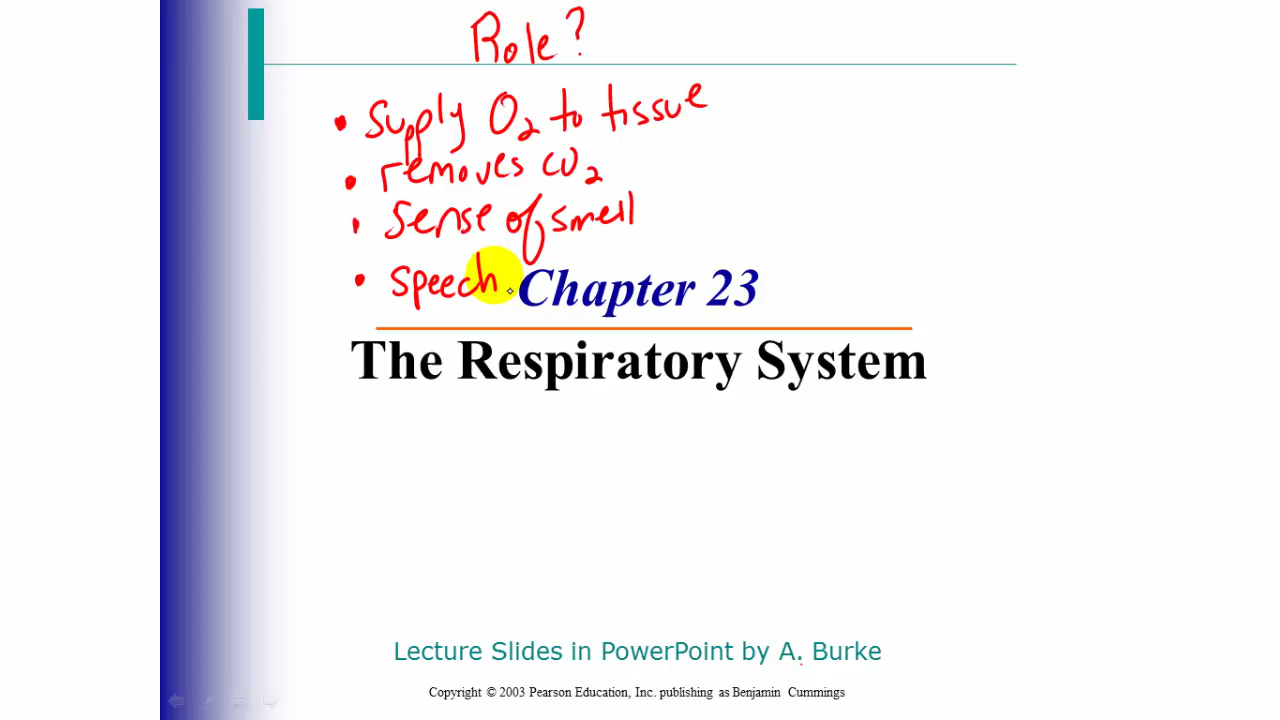 Role?
• Supply O₂ to tissue
• removes CO₂
• Sense of smell
• Speech
Chapter 23
The Respiratory System
Lecture Slides in PowerPoint by A. Burke
Copyright © 2003 Pearson Education, Inc. publishing as Benjamin Cummings